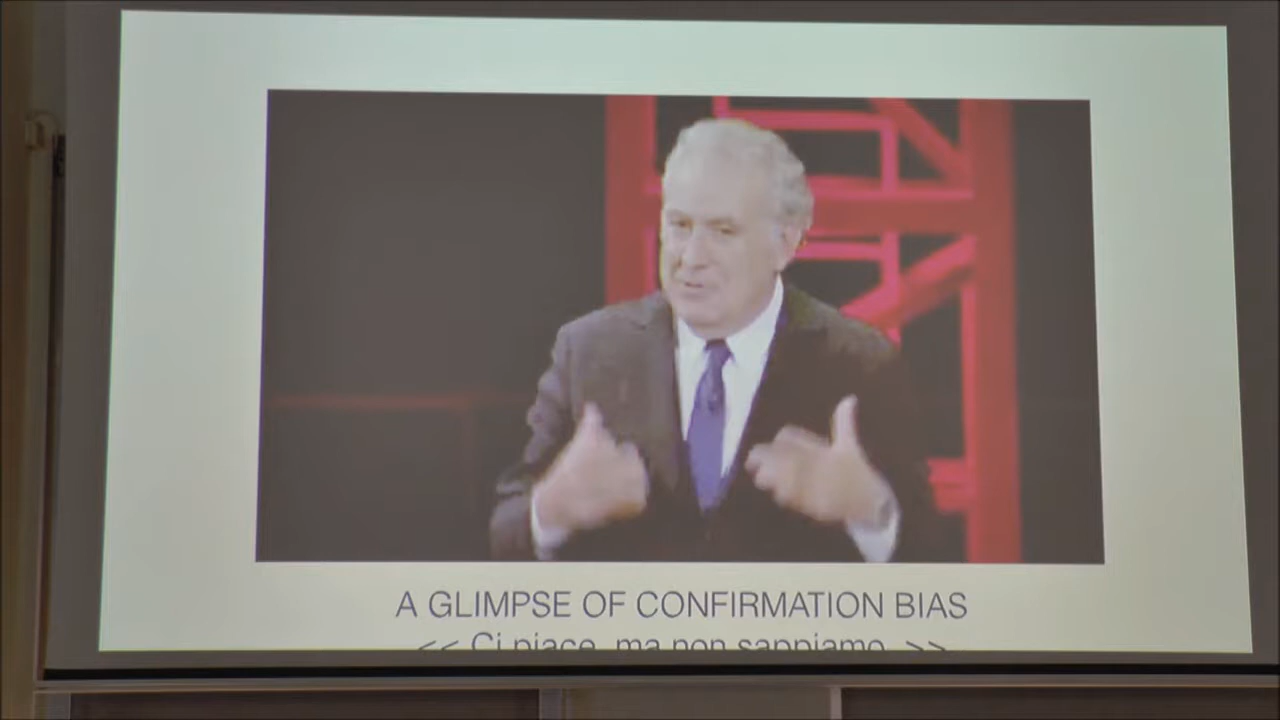 A GLIMPSE OF CONFIRMATION BIAS
<< Ci piace, ma non sappiamo. >>